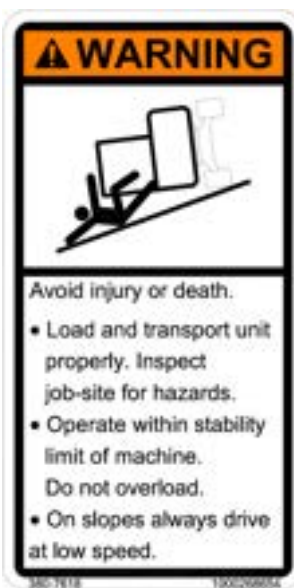 WARNING
Avoid injury or death.
• Load and transport unit
properly. Inspect
job-site for hazards.
• Operate within stability
limit of machine.
Do not overload.
• On slopes always drive
at low speed.